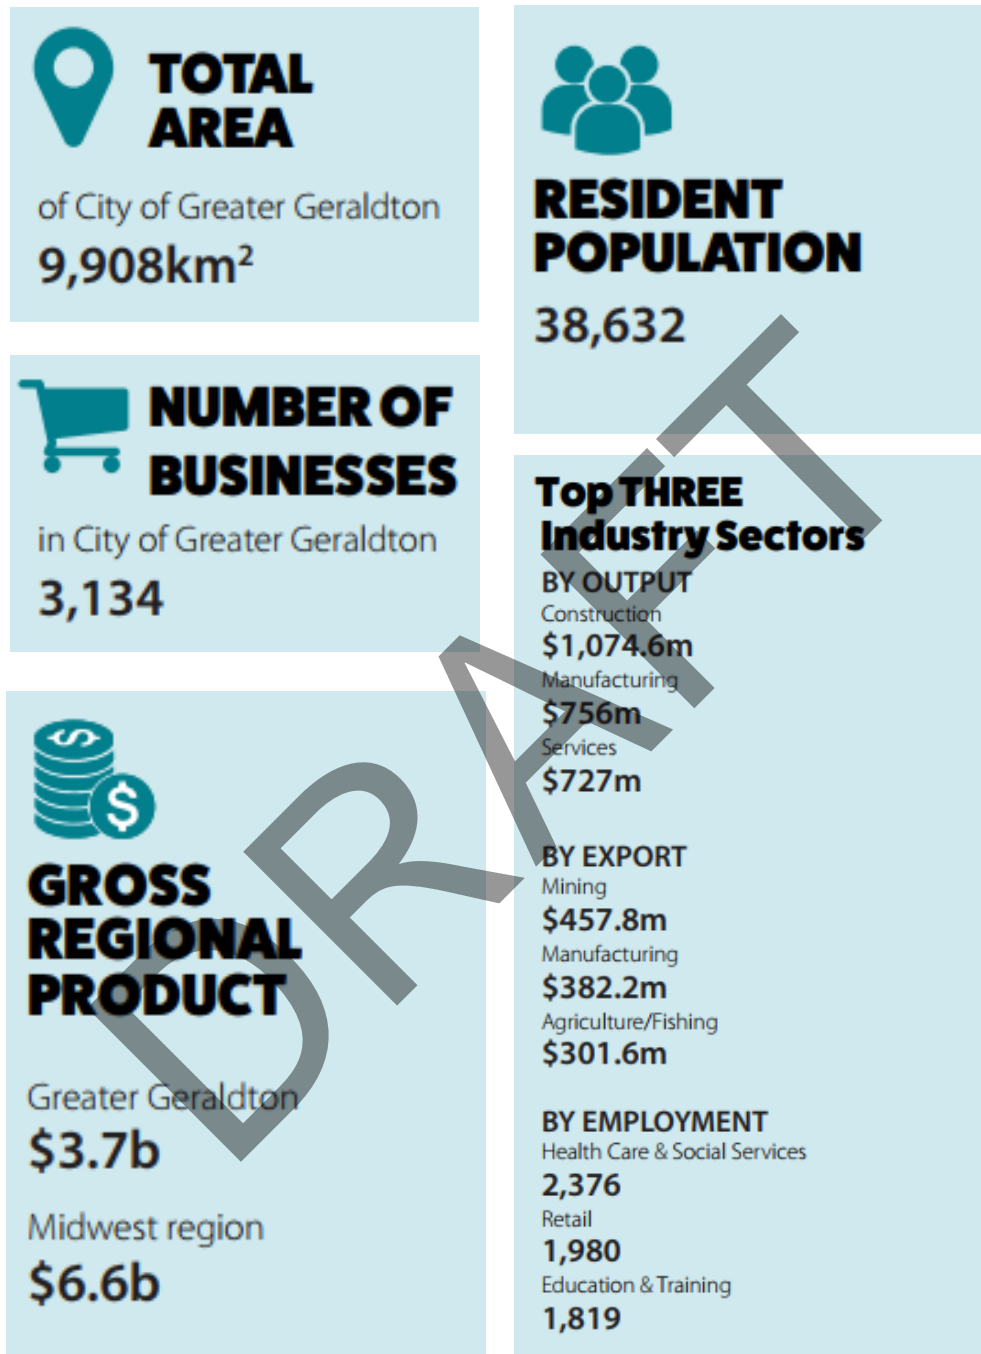 TOTAL
AREA
of City of Greater Geraldton
9,908km²
NUMBER OF
BUSINESSES
in City of Greater Geraldton
3,134
GROSS
REGIONAL
PRODUCT
Greater Geraldton
$3.7b
Midwest region
$6.6b
RESIDENT
POPULATION
38,632
Top THREE
Industry Sectors
BY OUTPUT
Construction
$1,074.6m
Manufacturing
$756m
Services
$727m
BY EXPORT
Mining
$457.8m
Manufacturing
$382.2m
Agriculture/Fishing
$301.6m
BY EMPLOYMENT
Health Care & Social Services
2,376
Retail
1,980
Education & Training
1,819
DRAFT